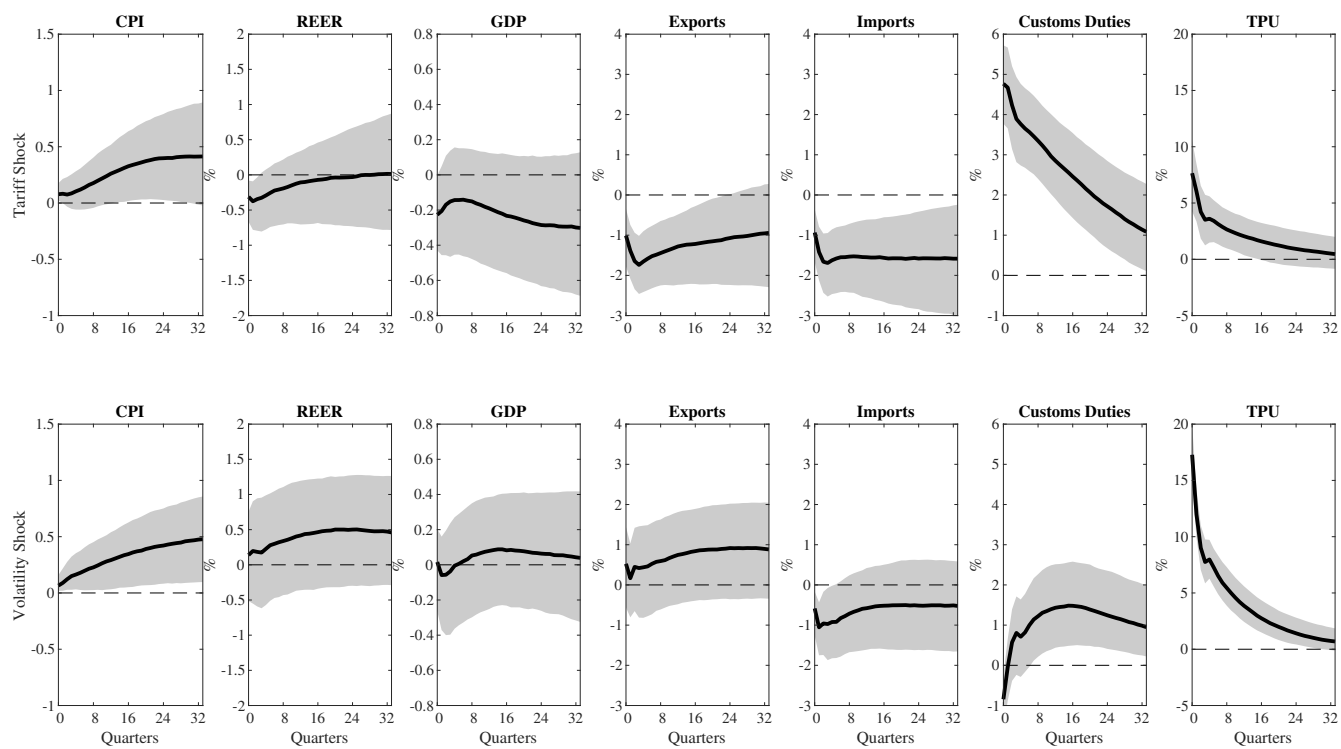 CPI REER GDP Exports Imports Customs Duties TPU
1.5 2 0.8 4 4 6 20
1.5 0.6 3 3 5
1 15
1 0.4 2 2 4
0.5 0.5 0.2 1 1 3 10
Tariff Shock 0 % 0 % 0 % 0 % 0 % 2 % 5 %
-0.5 -0.2 -1 -1 1
0.5 -1 -0.4 0 0
-2 -2
-1.5 -0.6
-1 -2 -0.8 -3 -3 -1 -5
0 8 16 24 32 0 8 16 24 32 0 8 16 24 32 0 8 16 24 32 0 8 16 24 32 0 8 16 24 32 0 8 16 24 32
CPI REER GDP Exports Imports Customs Duties TPU
1.5 2 0.8 4 4 6 20
1.5 0.6 3 3 5
1 15
1 0.4 2 2 4
0.5 0.5 0.2 1 1 3 10
Volatility Shock 0 % 0 % 0 % 0 % 0 % 2 % 5 %
-0.5 -0.2 -1 -1 1
0.5 -1 -0.4 0 0
-2 -2
-1.5 -0.6
-1 -2 -0.8 -3 -3 -1 -5
0 8 16 24 32 0 8 16 24 32 0 8 16 24 32 0 8 16 24 32 0 8 16 24 32 0 8 16 24 32 0 8 16 24 32
Quarters Quarters Quarters Quarters Quarters Quarters Quarters